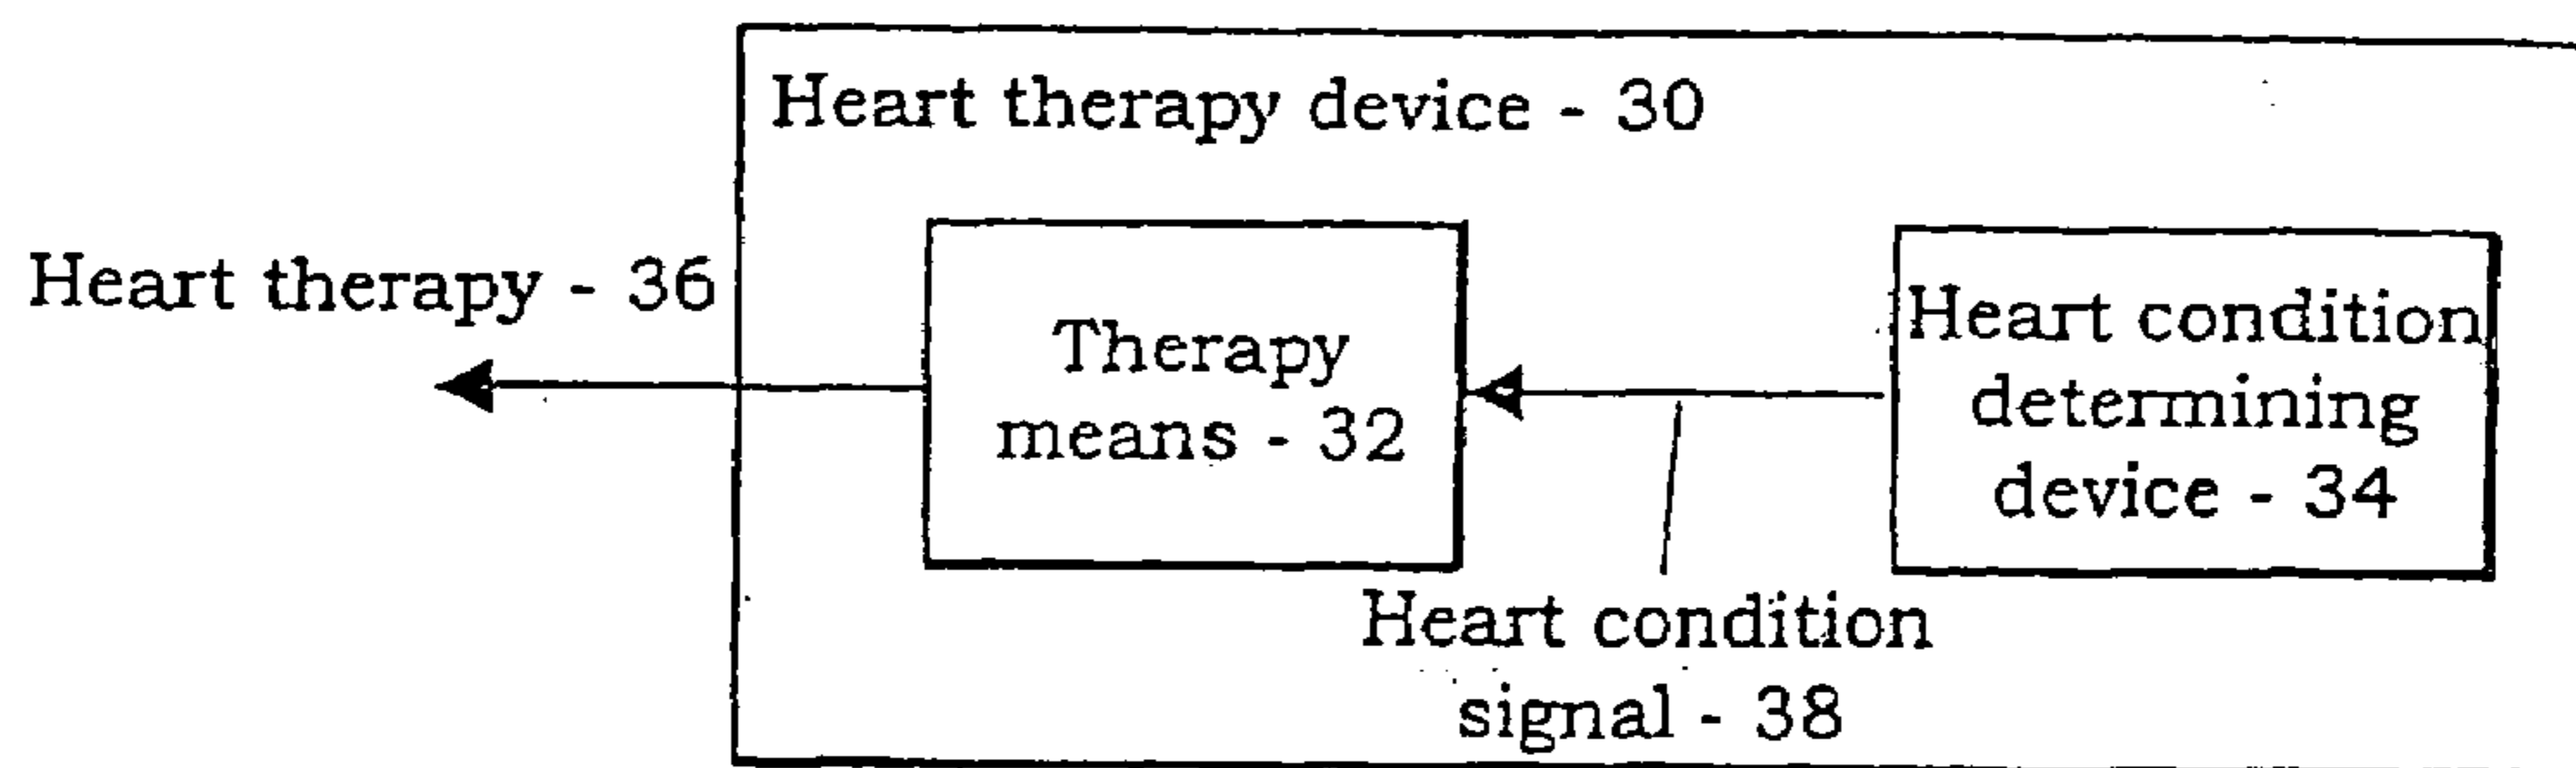 Heart therapy device - 30
Heart therapy - 36
Therapy
means - 32
Heart condition
determining
device - 34
Heart condition
signal - 38